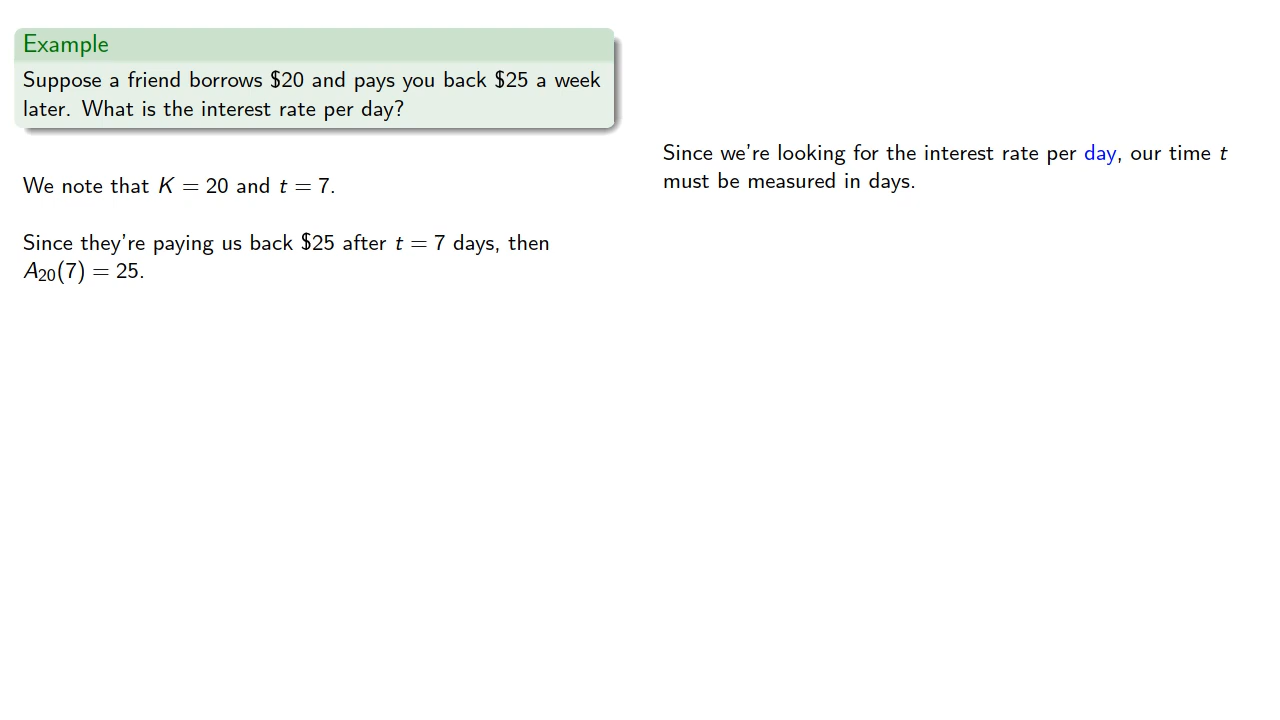 Example
Suppose a friend borrows $20 and pays you back $25 a week
later. What is the interest rate per day?
We note that K = 20 and t = 7.
Since they're paying us back $25 after t = 7 days, then
A₂₀(7) = 25.
Since we're looking for the interest rate per day, our time t
must be measured in days.